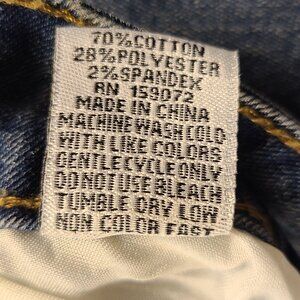 70%COTTON
28%POLYESTER
2%SPANDEX
RN 159072
MADE IN CHINA
MACHINE WASH COLD
WITH LIKE COLORS
GENTLE CYCLE ONLY
DO NOT USE BLEACH
TUMBLE DRY LOW
NON COLOR FAST